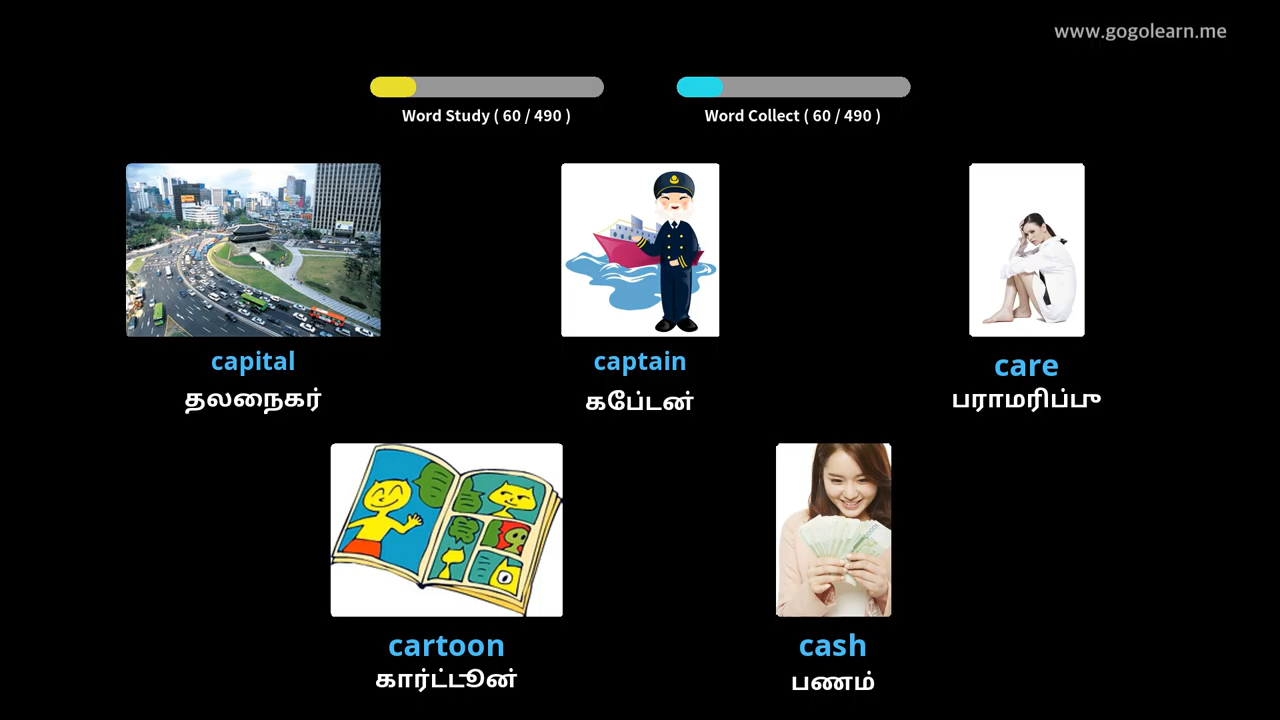 www.gogolearn.me
Word Study ( 60 / 490 )
Word Collect ( 60 / 490 )
capital
தலைநகர்
captain
கேப்டன்
care
பராமரிப்பு
cartoon
கார்ட்டூன்
cash
பணம்